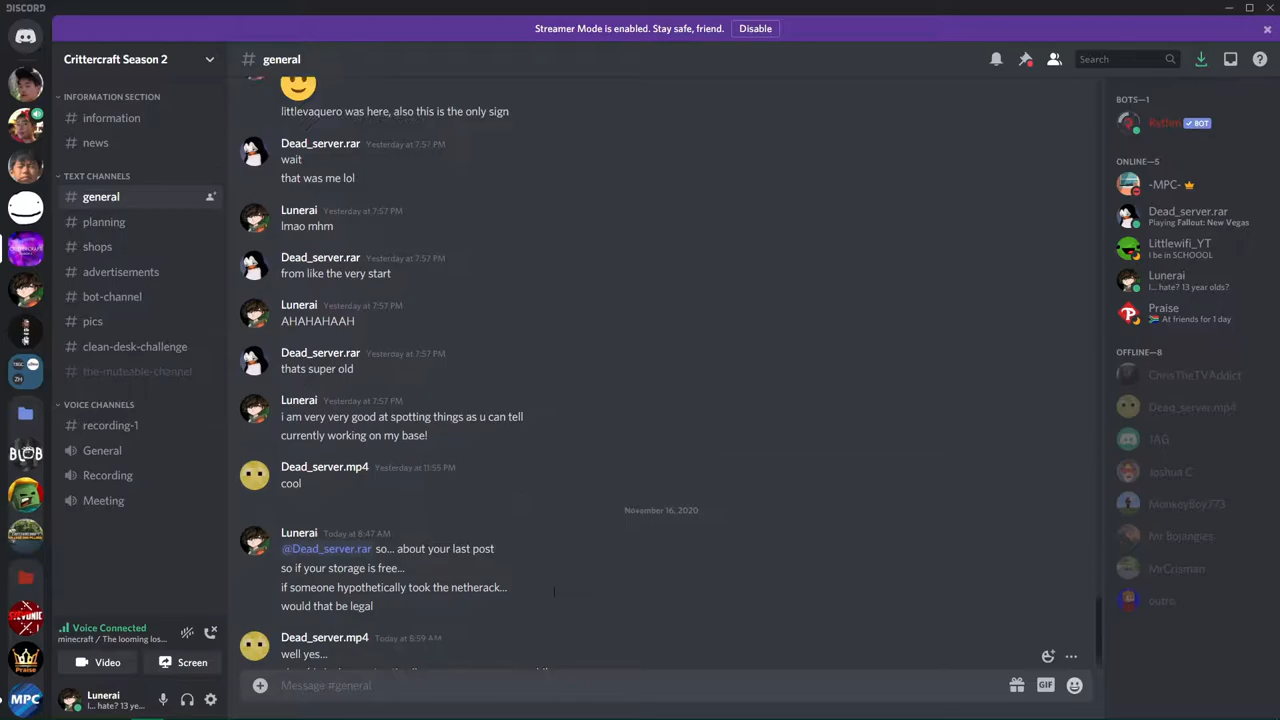 DISCORD
Streamer Mode is enabled. Stay safe, friend.
Disable
Crittercraft Season 2
general
Search
INFORMATION SECTION
information
news
TEXT CHANNELS
general
planning
shops
advertisements
bot-channel
pics
clean-desk-challenge
the-muteable-channel
VOICE CHANNELS
recording-1
General
Recording
Meeting
Voice Connected
minecraft / The looming los...
Video
Screen
Lunerai
I... hate? 13 ye...
littlevaquero was here, also this is the only sign
Dead_server.rar Yesterday at 7:57 PM
wait
that was me lol
Lunerai Yesterday at 7:57 PM
lmao mhm
Dead_server.rar Yesterday at 7:57 PM
from like the very start
Lunerai Yesterday at 7:57 PM
AHAHAHAAH
Dead_server.rar Yesterday at 7:57 PM
thats super old
Lunerai Yesterday at 7:57 PM
i am very very good at spotting things as u can tell
currently working on my base!
Dead_server.mp4 Yesterday at 11:55 PM
cool
November 16, 2020
Lunerai Today at 8:47 AM
@Dead_server.rar so... about your last post
so if your storage is free...
if someone hypothetically took the netherack...
would that be legal
Dead_server.mp4 Today at 8:59 AM
well yes...
Message #general
GIF
BOTS—1
Rythm BOT
ONLINE—5
-MPC-
Dead_server.rar
Playing Fallout: New Vegas
Littlewifi_YT
I be in SCHOOOL
Lunerai
I... hate? 13 year olds?
Praise
At friends for 1 day
OFFLINE—8
ChrisTheTVAddict
Dead_server.mp4
JAG
Joshua C
MonkeyBoy773
Mr Bojangies
MrCrisman
outro
BLOB
TBGC
ZH
Praise
MPC